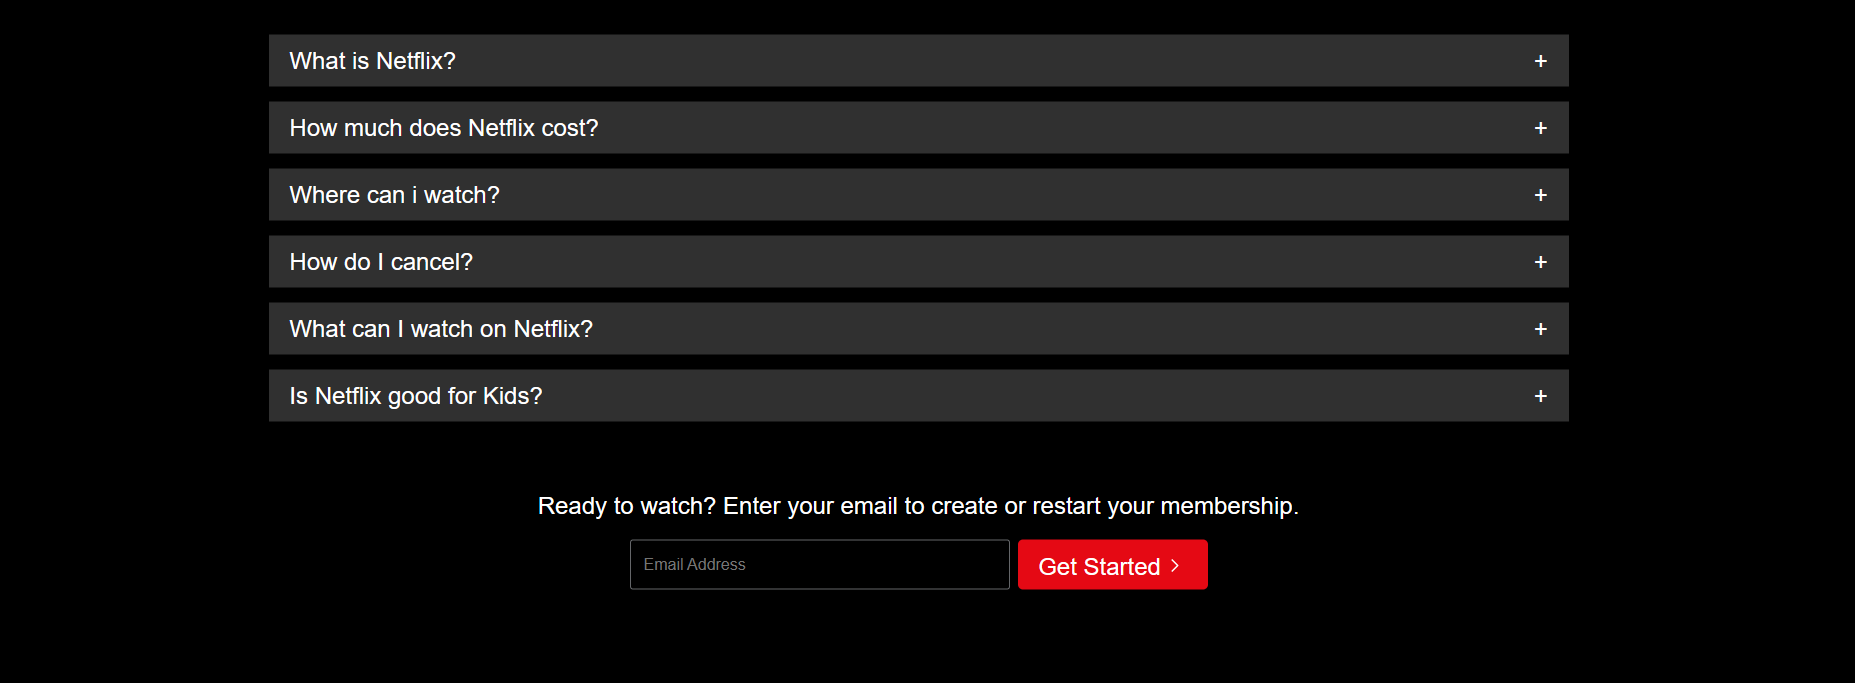 What is Netflix? +
How much does Netflix cost? +
Where can i watch? +
How do I cancel? +
What can I watch on Netflix? +
Is Netflix good for Kids? +
Ready to watch? Enter your email to create or restart your membership.
Email Address
Get Started >